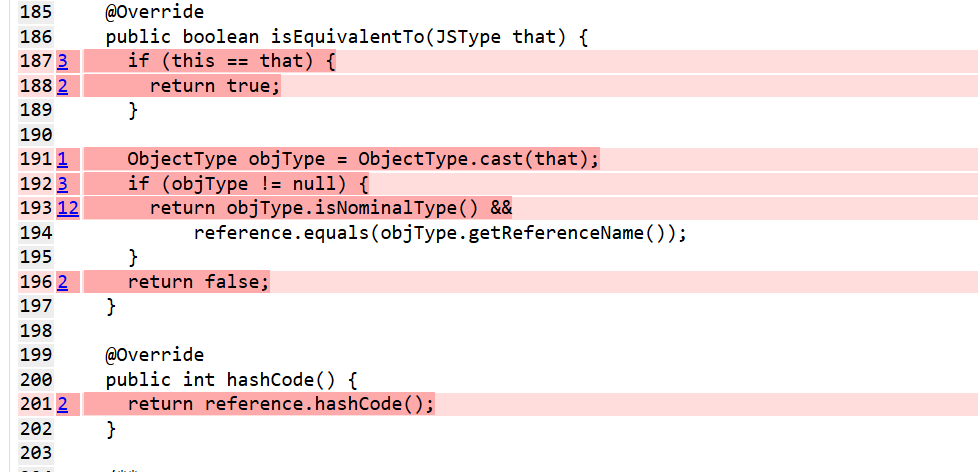 185 @Override
186 public boolean isEquivalentTo(JSType that) {
187 3 if (this == that) {
188 2 return true;
189 }
190
191 1 ObjectType objType = ObjectType.cast(that);
192 3 if (objType != null) {
193 12 return objType.isNominalType() &&
194 reference.equals(objType.getReferenceName());
195 }
196 2 return false;
197 }
198
199 @Override
200 public int hashCode() {
201 2 return reference.hashCode();
202 }
203